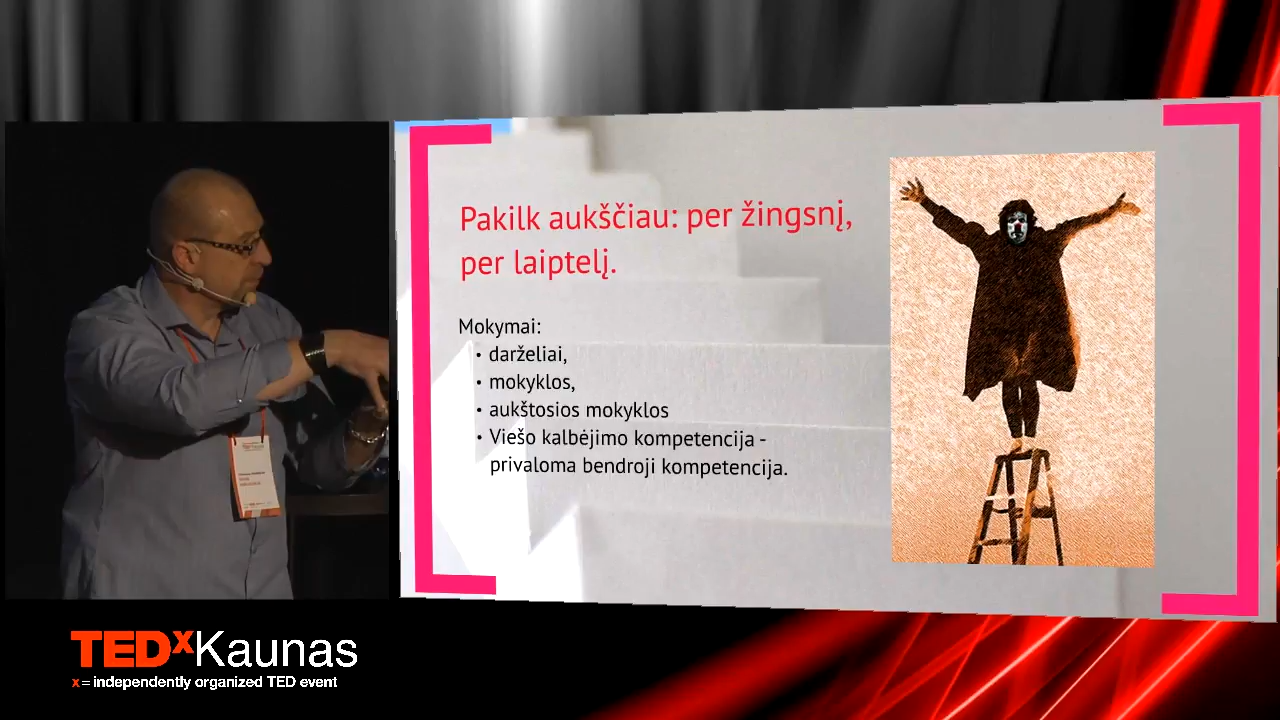 Pakilk aukščiau: per žingsnį,
per laiptelį.
Mokymai:
• darželiai,
• mokyklos,
• aukštosios mokyklos
• Viešo kalbėjimo kompetencija -
privaloma bendroji kompetencija.
TEDxKaunas
x = independently organized TED event